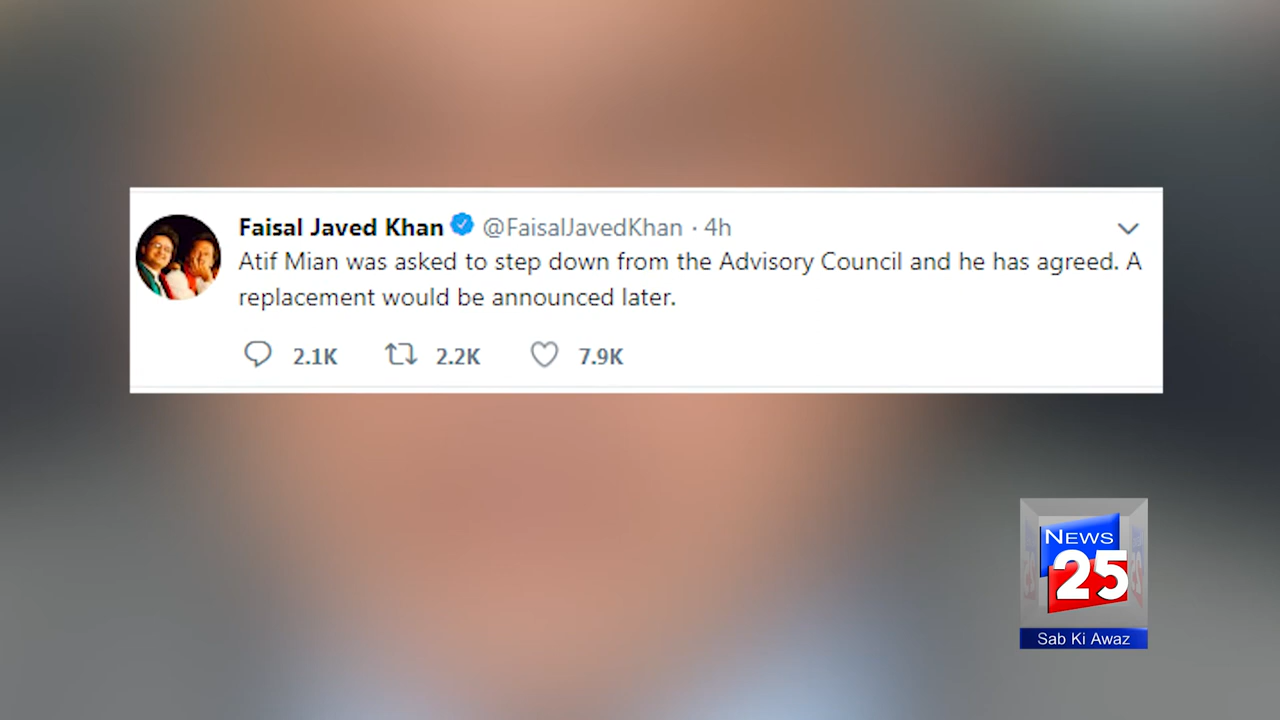 Faisal Javed Khan @FaisalJavedKhan · 4h
Atif Mian was asked to step down from the Advisory Council and he has agreed. A
replacement would be announced later.
2.1K 2.2K 7.9K
NEWS
25
Sab Ki Awaz